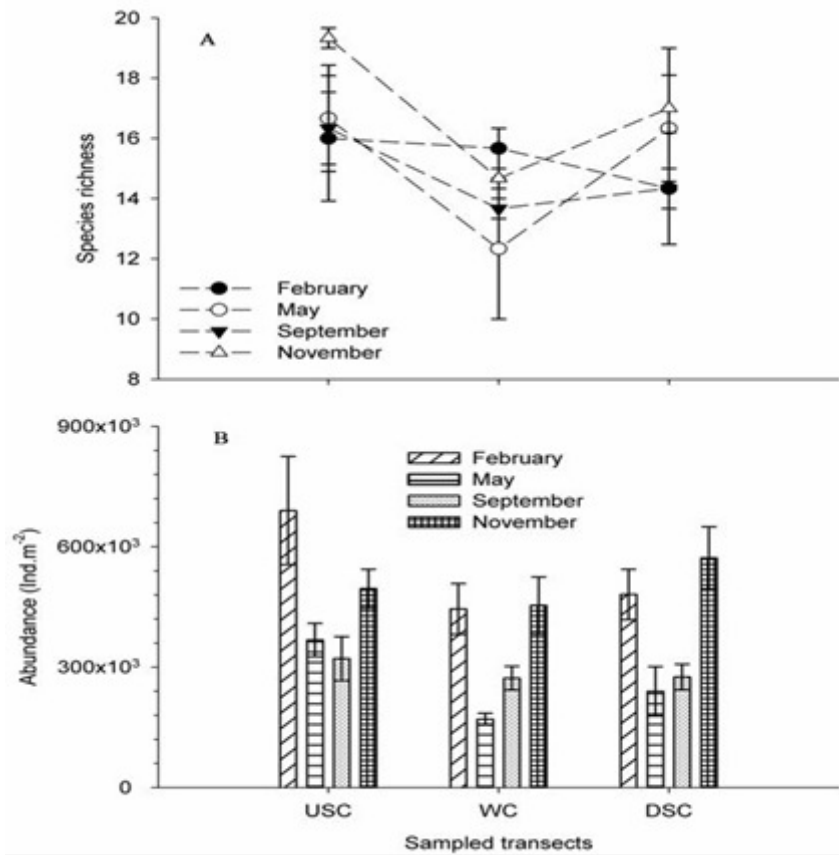 A
Species richness
20
18
16
14
12
10
8
February
May
September
November
B
Abundance (Ind.m⁻²)
900x10³
600x10³
300x10³
0
February
May
September
November
USC WC DSC
Sampled transects